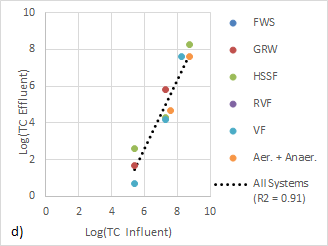 10
8
6
4
2
0
0
2
4
6
8
10
Log(TC Effluent)
Log(TC Influent)
d)
FWS
GRW
HSSF
RVF
VF
Aer. + Anaer.
All Systems
(R2 = 0.91)